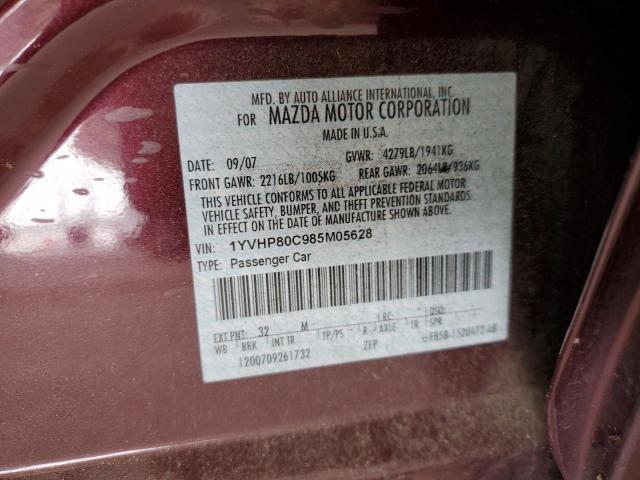 MFD. BY AUTO ALLIANCE INTERNATIONAL, INC.
FOR MAZDA MOTOR CORPORATION
MADE IN U.S.A.
DATE: 09/07 GVWR: 4279LB/1941KG
FRONT GAWR: 2216LB/1005KG REAR GAWR: 2064LB/936KG
THIS VEHICLE CONFORMS TO ALL APPLICABLE FEDERAL MOTOR
VEHICLE SAFETY, BUMPER, AND THEFT PREVENTION STANDARDS
IN EFFECT ON THE DATE OF MANUFACTURE SHOWN ABOVE.
VIN: 1YVHP80C985M05628
TYPE: Passenger Car
EXT PNT: 32 M RC: DSO:
WB BRK INT TR TP/PS R AXLE TR SPR
1200709261732 ZFP